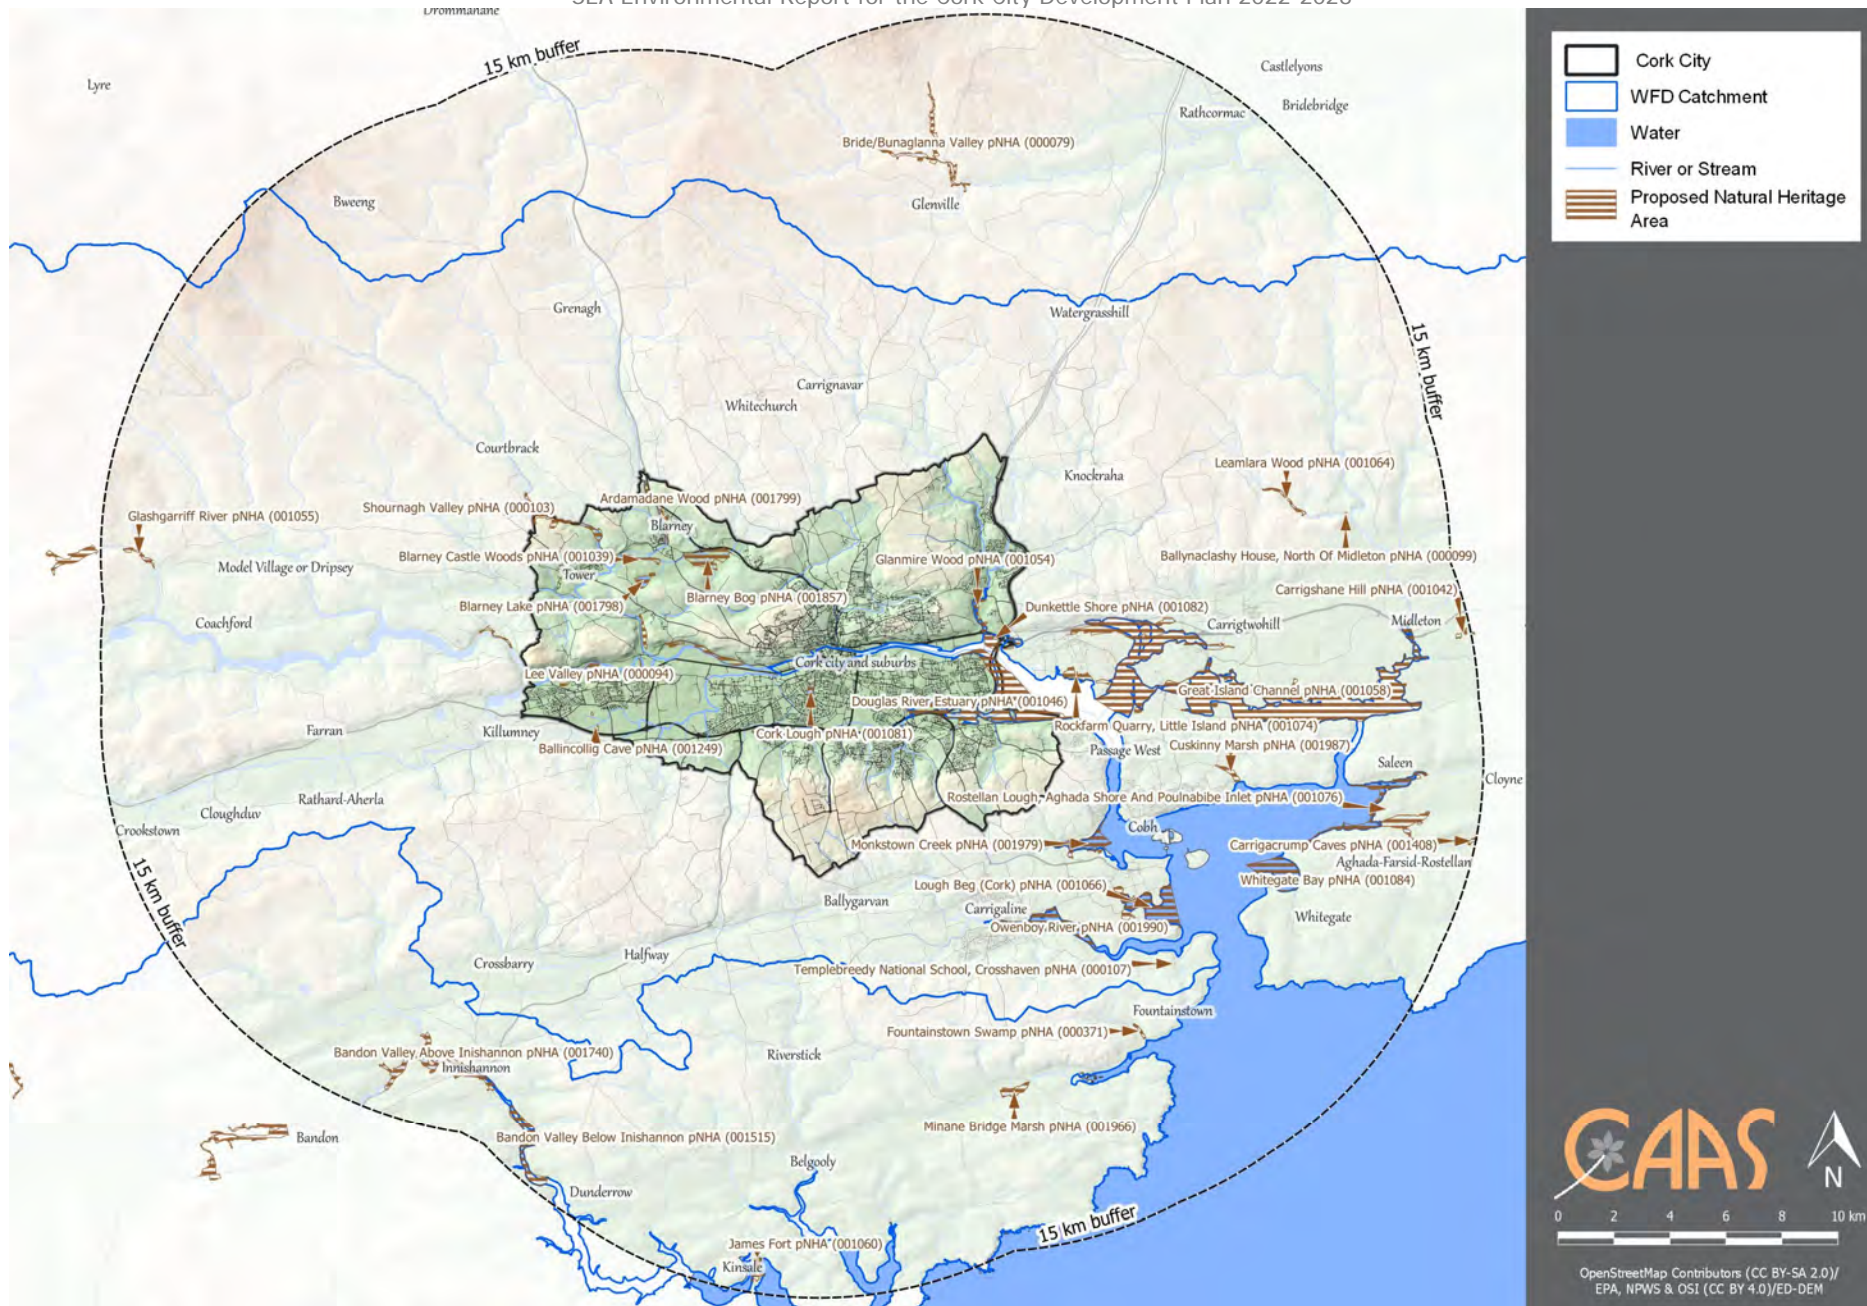 SEA Environmental Report for the Cork City Development Plan 2022-2028
Drommahane
15 km buffer
Lyre
Castlelyons
Bridebridge
Rathcormac
Bride/Bunaglanna Valley pNHA (000079)
Bweeng
Glenville
Grenagh
Watergrasshill
15 km buffer
Carrignavar
Whitechurch
Courtbrack
Knockraha
Leamlara Wood pNHA (001064)
Ardamadane Wood pNHA (001799)
Shournagh Valley pNHA (000103)
Glashgarriff River pNHA (001055)
Blarney
Blarney Castle Woods pNHA (001039)
Glanmire Wood pNHA (001054)
Ballynaclashy House, North Of Midleton pNHA (000099)
Model Village or Dripsey
Tower
Carrigshane Hill pNHA (001042)
Blarney Bog pNHA (001857)
Blarney Lake pNHA (001798)
Dunkettle Shore pNHA (001082)
Coachford
Carrigtwohill
Midleton
Cork city and suburbs
Lee Valley pNHA (000094)
Great Island Channel pNHA (001058)
Douglas River Estuary pNHA (001046)
Rockfarm Quarry, Little Island pNHA (001074)
Farran
Killumney
Cork Lough pNHA (001081)
Ballincollig Cave pNHA (001249)
Passage West
Cuskinny Marsh pNHA (001987)
Saleen
Cloyne
Rathard-Aherla
Rostellan Lough, Aghada Shore And Poulnabibe Inlet pNHA (001076)
Cloughduv
Crookstown
Cobh
Monkstown Creek pNHA (001979)
Carrigacrump Caves pNHA (001408)
Aghada-Farsid-Rostellan
15 km buffer
Whitegate Bay pNHA (001084)
Lough Beg (Cork) pNHA (001066)
Ballygarvan
Carrigaline
Whitegate
Owenboy River pNHA (001990)
Halfway
Crossbarry
Templebreedy National School, Crosshaven pNHA (000107)
Fountainstown
Fountainstown Swamp pNHA (000371)
Bandon Valley Above Inishannon pNHA (001740)
Riverstick
Innishannon
Minane Bridge Marsh pNHA (001966)
Bandon
Bandon Valley Below Inishannon pNHA (001515)
Belgooly
Dunderrow
15 km buffer
James Fort pNHA (001060)
Kinsale
Cork City
WFD Catchment
Water
River or Stream
Proposed Natural Heritage
Area
CAAS
N
0 2 4 6 8 10 km
OpenStreetMap Contributors (CC BY-SA 2.0)/
EPA, NPWS & OSI (CC BY 4.0)/ED-DEM